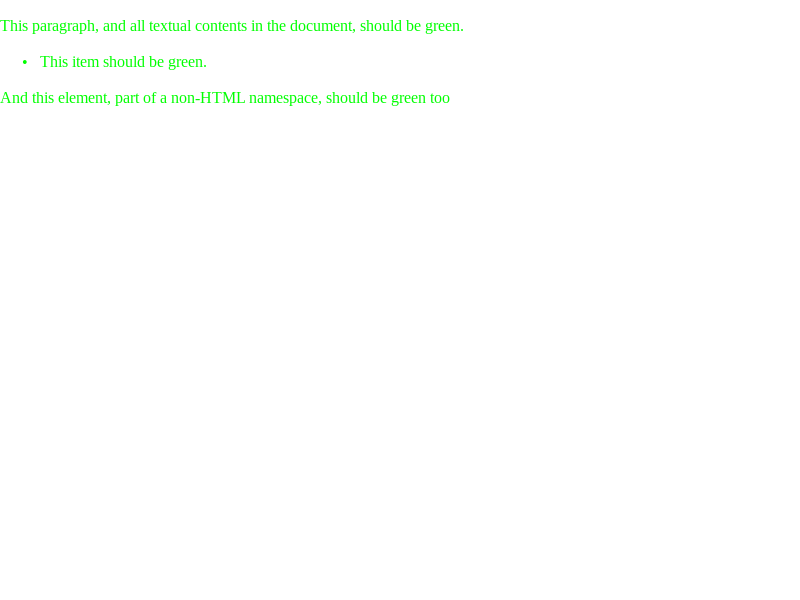 This paragraph, and all textual contents in the document, should be green.
• This item should be green.
And this element, part of a non-HTML namespace, should be green too